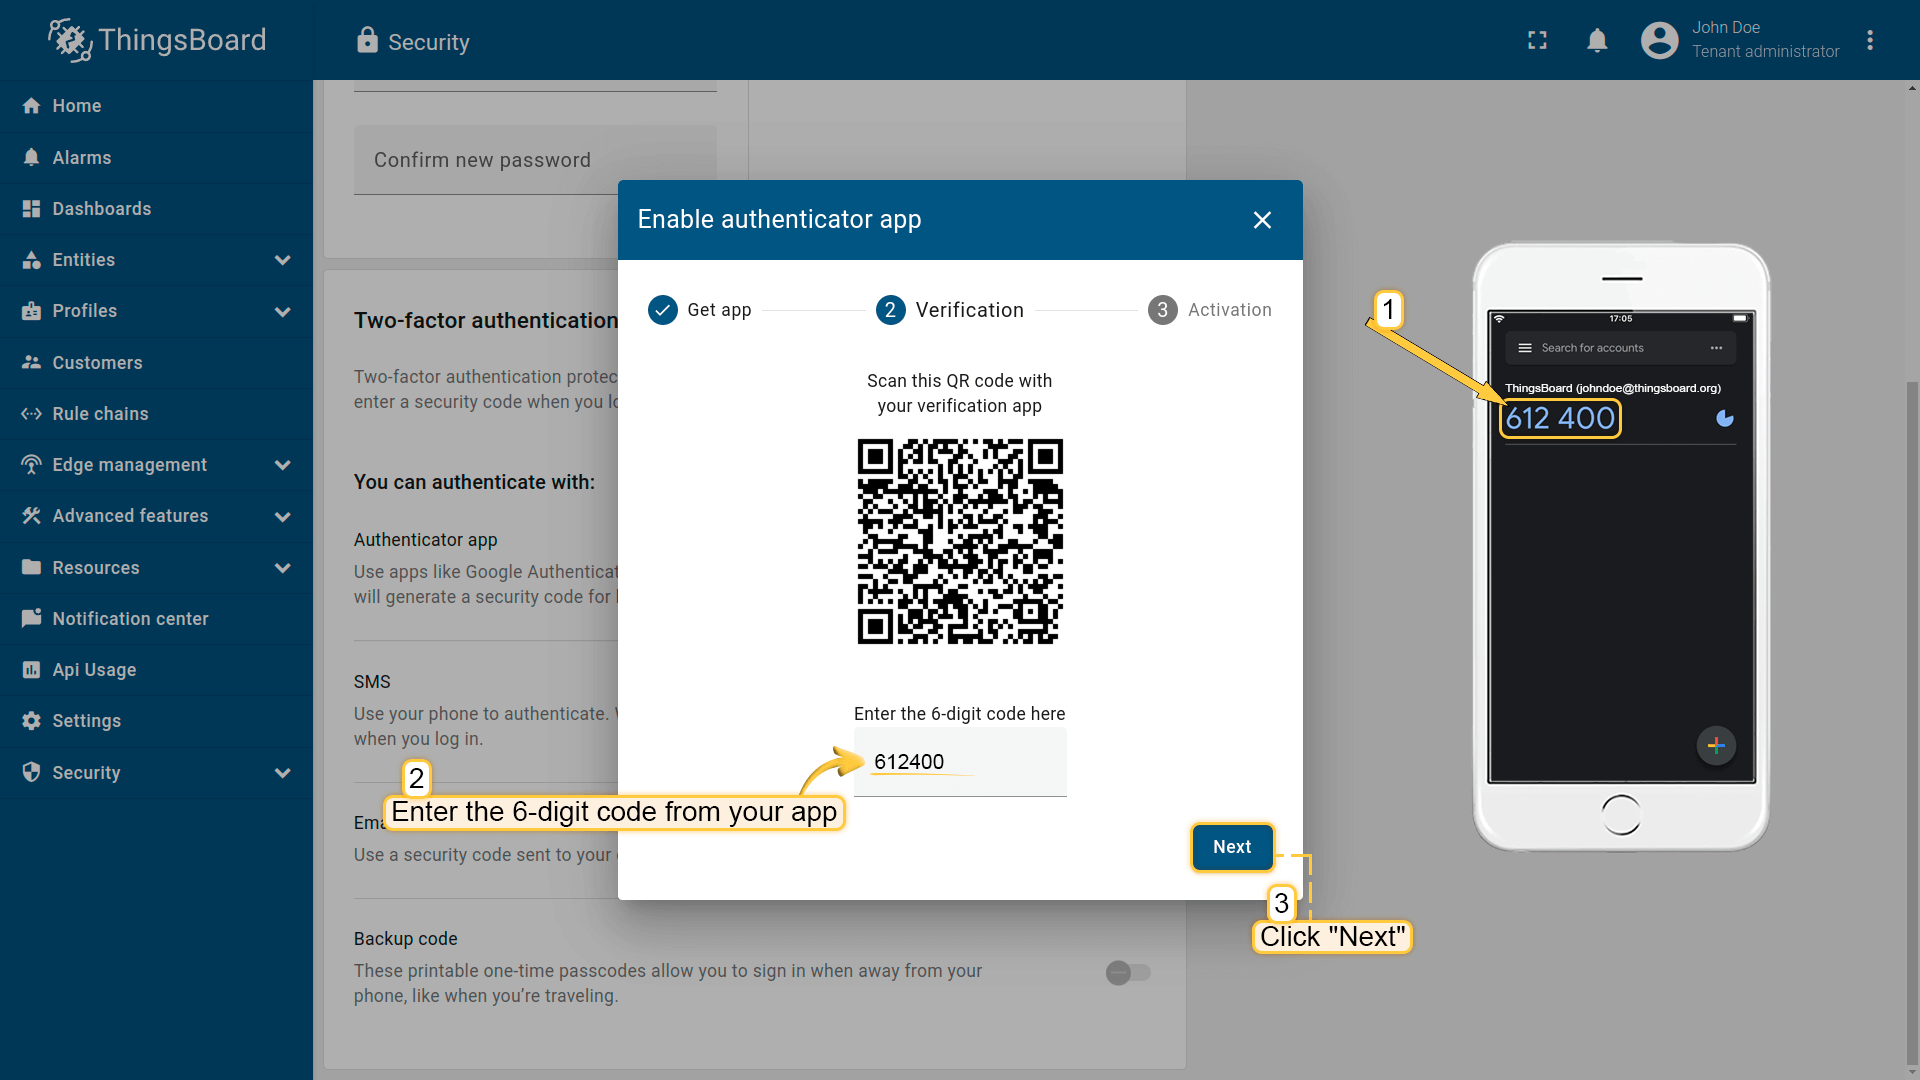 ThingsBoard
Security
John Doe
Tenant administrator
Home
Alarms
Dashboards
Entities
Profiles
Customers
Rule chains
Edge management
Advanced features
Resources
Notification center
Api Usage
Settings
Security
Confirm new password
Two-factor authentication
Two-factor authentication
enter a security code when you
You can authenticate with:
Authenticator app
Use apps like Google
will generate a security code for
SMS
Use your phone to authenticate.
when you log in.
Use a security code sent to your
Backup code
These printable one-time passcodes allow you to sign in when away from your
phone, like when you're traveling.
Enable authenticator app
Get app
2 Verification
3 Activation
Scan this QR code with
your verification app
Enter the 6-digit code here
612400
Next
1
2
Enter the 6-digit code from your app
3
Click "Next"
17:05
Search for accounts
ThingsBoard (johndoe@thingsboard.org)
612 400